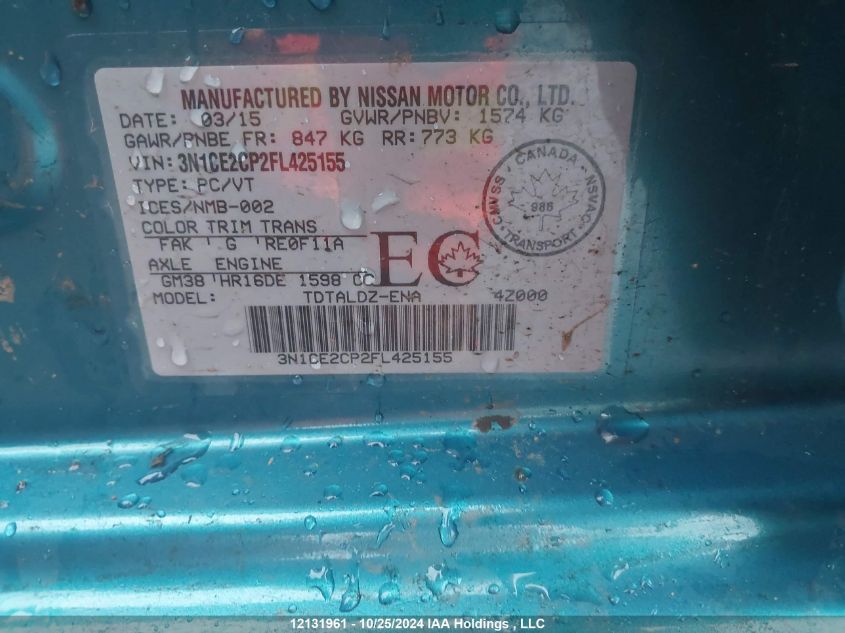 MANUFACTURED BY NISSAN MOTOR CO., LTD.
DATE: 03/15 GVWR/PNBV: 1574 KG
GAWR/PNBE FR: 847 KG RR: 773 KG
VIN: 3N1CE2CP2FL425155
TYPE: PC/VT
ICES/NMB-002
COLOR TRIM TRANS
FAK ' G ' RE0F11A
AXLE ENGINE
GM38 ' HR16DE 1598 CC
MODEL: TDTALDZ-ENA 4Z000
3N1CE2CP2FL425155
EC
CANADA
CMVSS NSVAC
986
TRANSPORT
12131961 - 10/25/2024 IAA Holdings , LLC